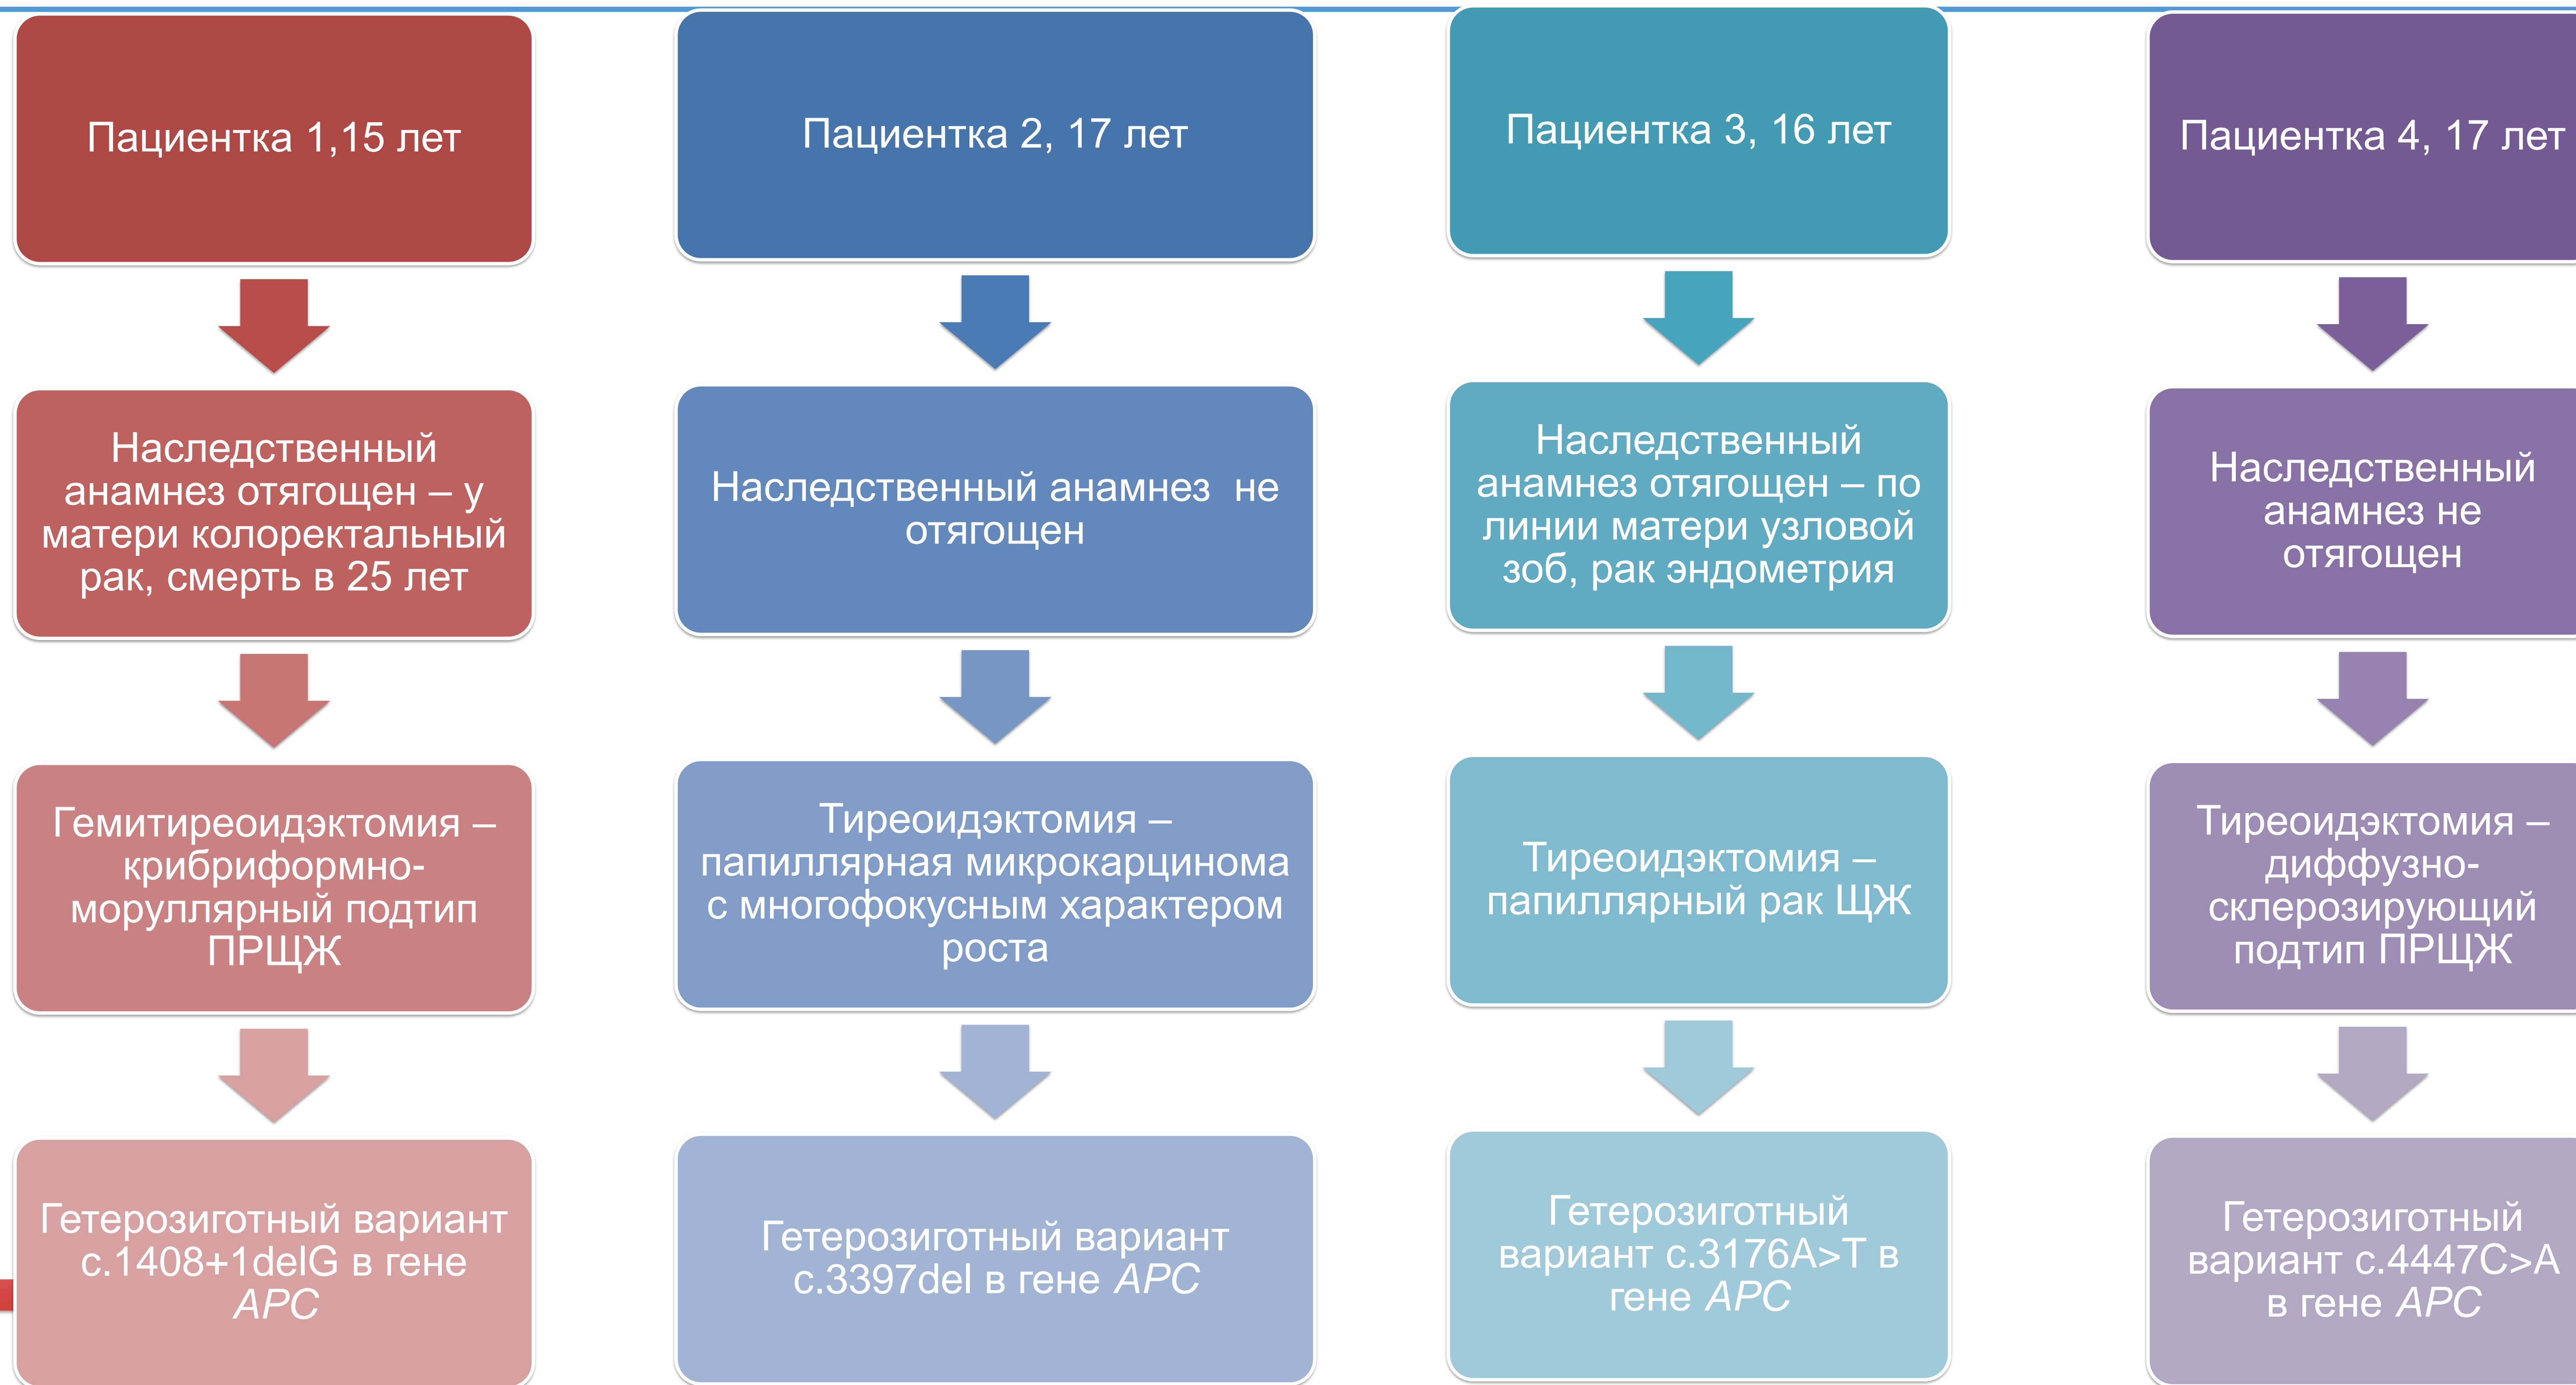 Пациентка 1,15 лет
Наследственный
анамнез отягощен – у
матери колоректальный
рак, смерть в 25 лет
Гемитиреоидэктомия –
крибриформно-
моруллярный подтип
ПРЩЖ
Гетерозиготный вариант
c.1408+1delG в гене
APC
Пациентка 2, 17 лет
Наследственный анамнез  не
отягощен
Тиреоидэктомия –
папиллярная микрокарцинома
с многофокусным характером
роста
Гетерозиготный вариант
c.3397del в гене APC
Пациентка 3, 16 лет
Наследственный
анамнез отягощен – по
линии матери узловой
зоб, рак эндометрия
Тиреоидэктомия –
папиллярный рак ЩЖ
Гетерозиготный
вариант c.3176A>T в
гене APC
Пациентка 4, 17 лет
Наследственный
анамнез не
отягощен
Тиреоидэктомия –
диффузно-
склерозирующий
подтип ПРЩЖ
Гетерозиготный
вариант c.4447C>A
в гене APC